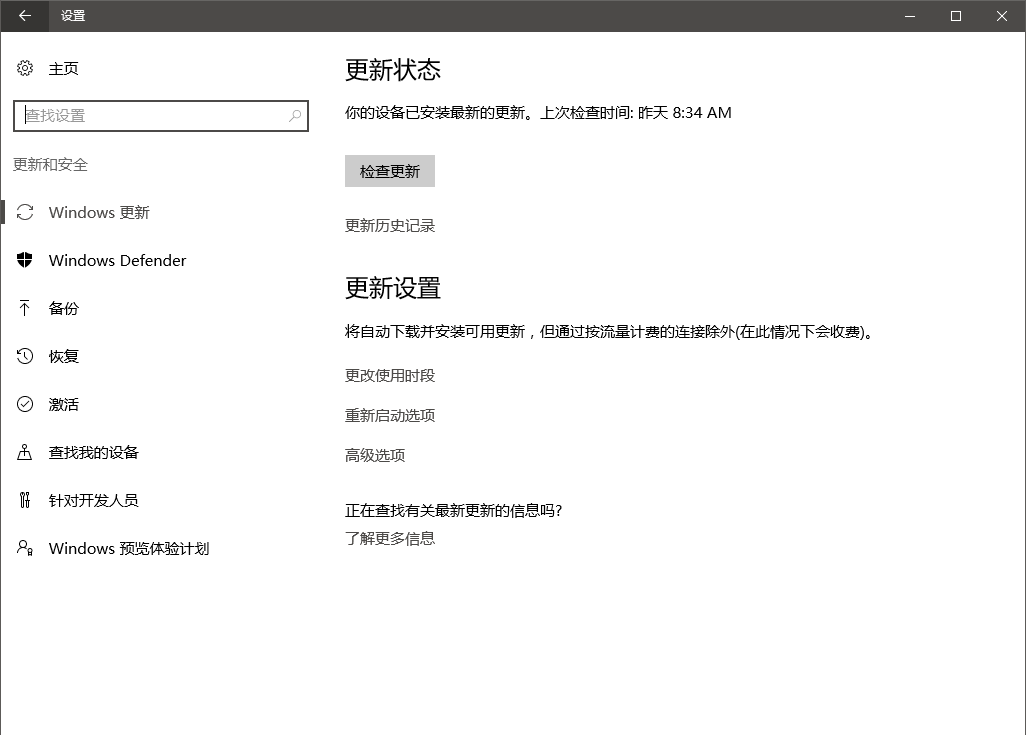 设置
主页
查找设置
更新和安全
Windows 更新
Windows Defender
备份
恢复
激活
查找我的设备
针对开发人员
Windows 预览体验计划
更新状态
你的设备已安装最新的更新。上次检查时间: 昨天 8:34 AM
检查更新
更新历史记录
更新设置
将自动下载并安装可用更新，但通过按流量计费的连接除外(在此情况下会收费)。
更改使用时段
重新启动选项
高级选项
正在查找有关最新更新的信息吗?
了解更多信息